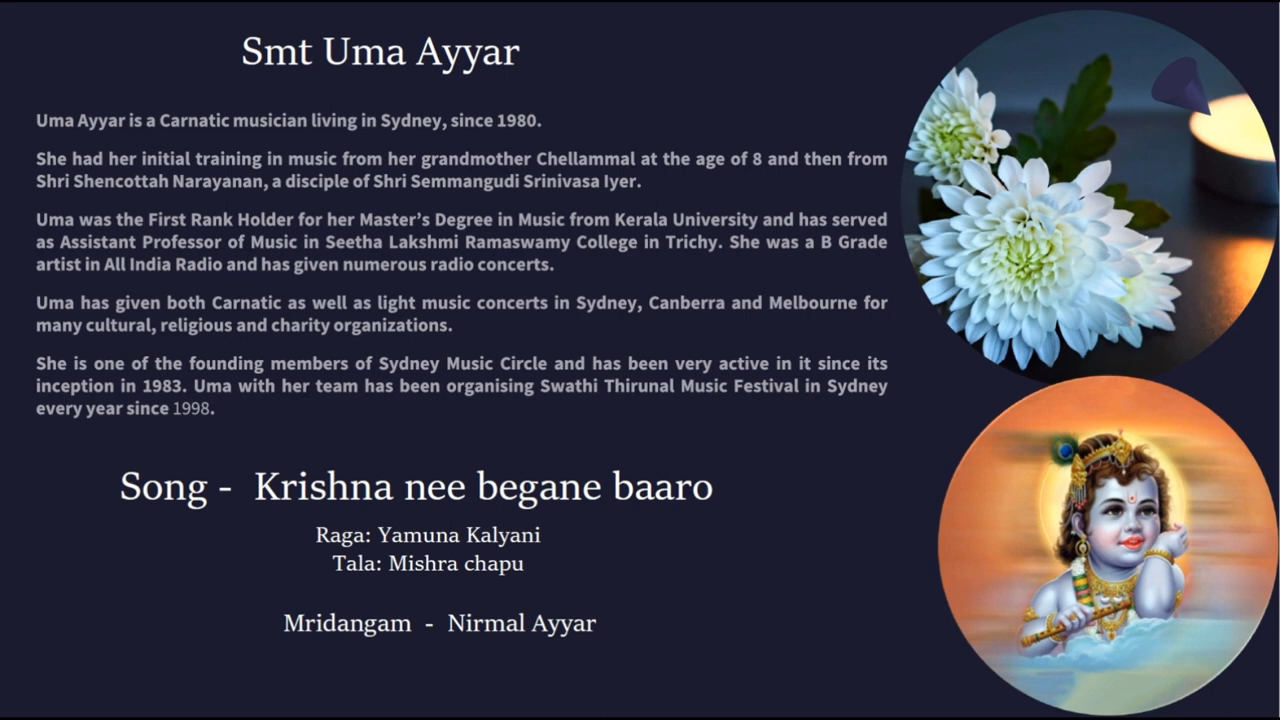 Smt Uma Ayyar
Uma Ayyar is a Carnatic musician living in Sydney, since 1980.
She had her initial training in music from her grandmother Chellammal at the age of 8 and then from
Shri Shencottah Narayanan, a disciple of Shri Semmangudi Srinivasa Iyer.
Uma was the First Rank Holder for her Master’s Degree in Music from Kerala University and has served
as Assistant Professor of Music in Seetha Lakshmi Ramaswamy College in Trichy. She was a B Grade
artist in All India Radio and has given numerous radio concerts.
Uma has given both Carnatic as well as light music concerts in Sydney, Canberra and Melbourne for
many cultural, religious and charity organizations.
She is one of the founding members of Sydney Music Circle and has been very active in it since its
inception in 1983. Uma with her team has been organising Swathi Thirunal Music Festival in Sydney
every year since 1998.
Song - Krishna nee begane baaro
Raga: Yamuna Kalyani
Tala: Mishra chapu
Mridangam - Nirmal Ayyar